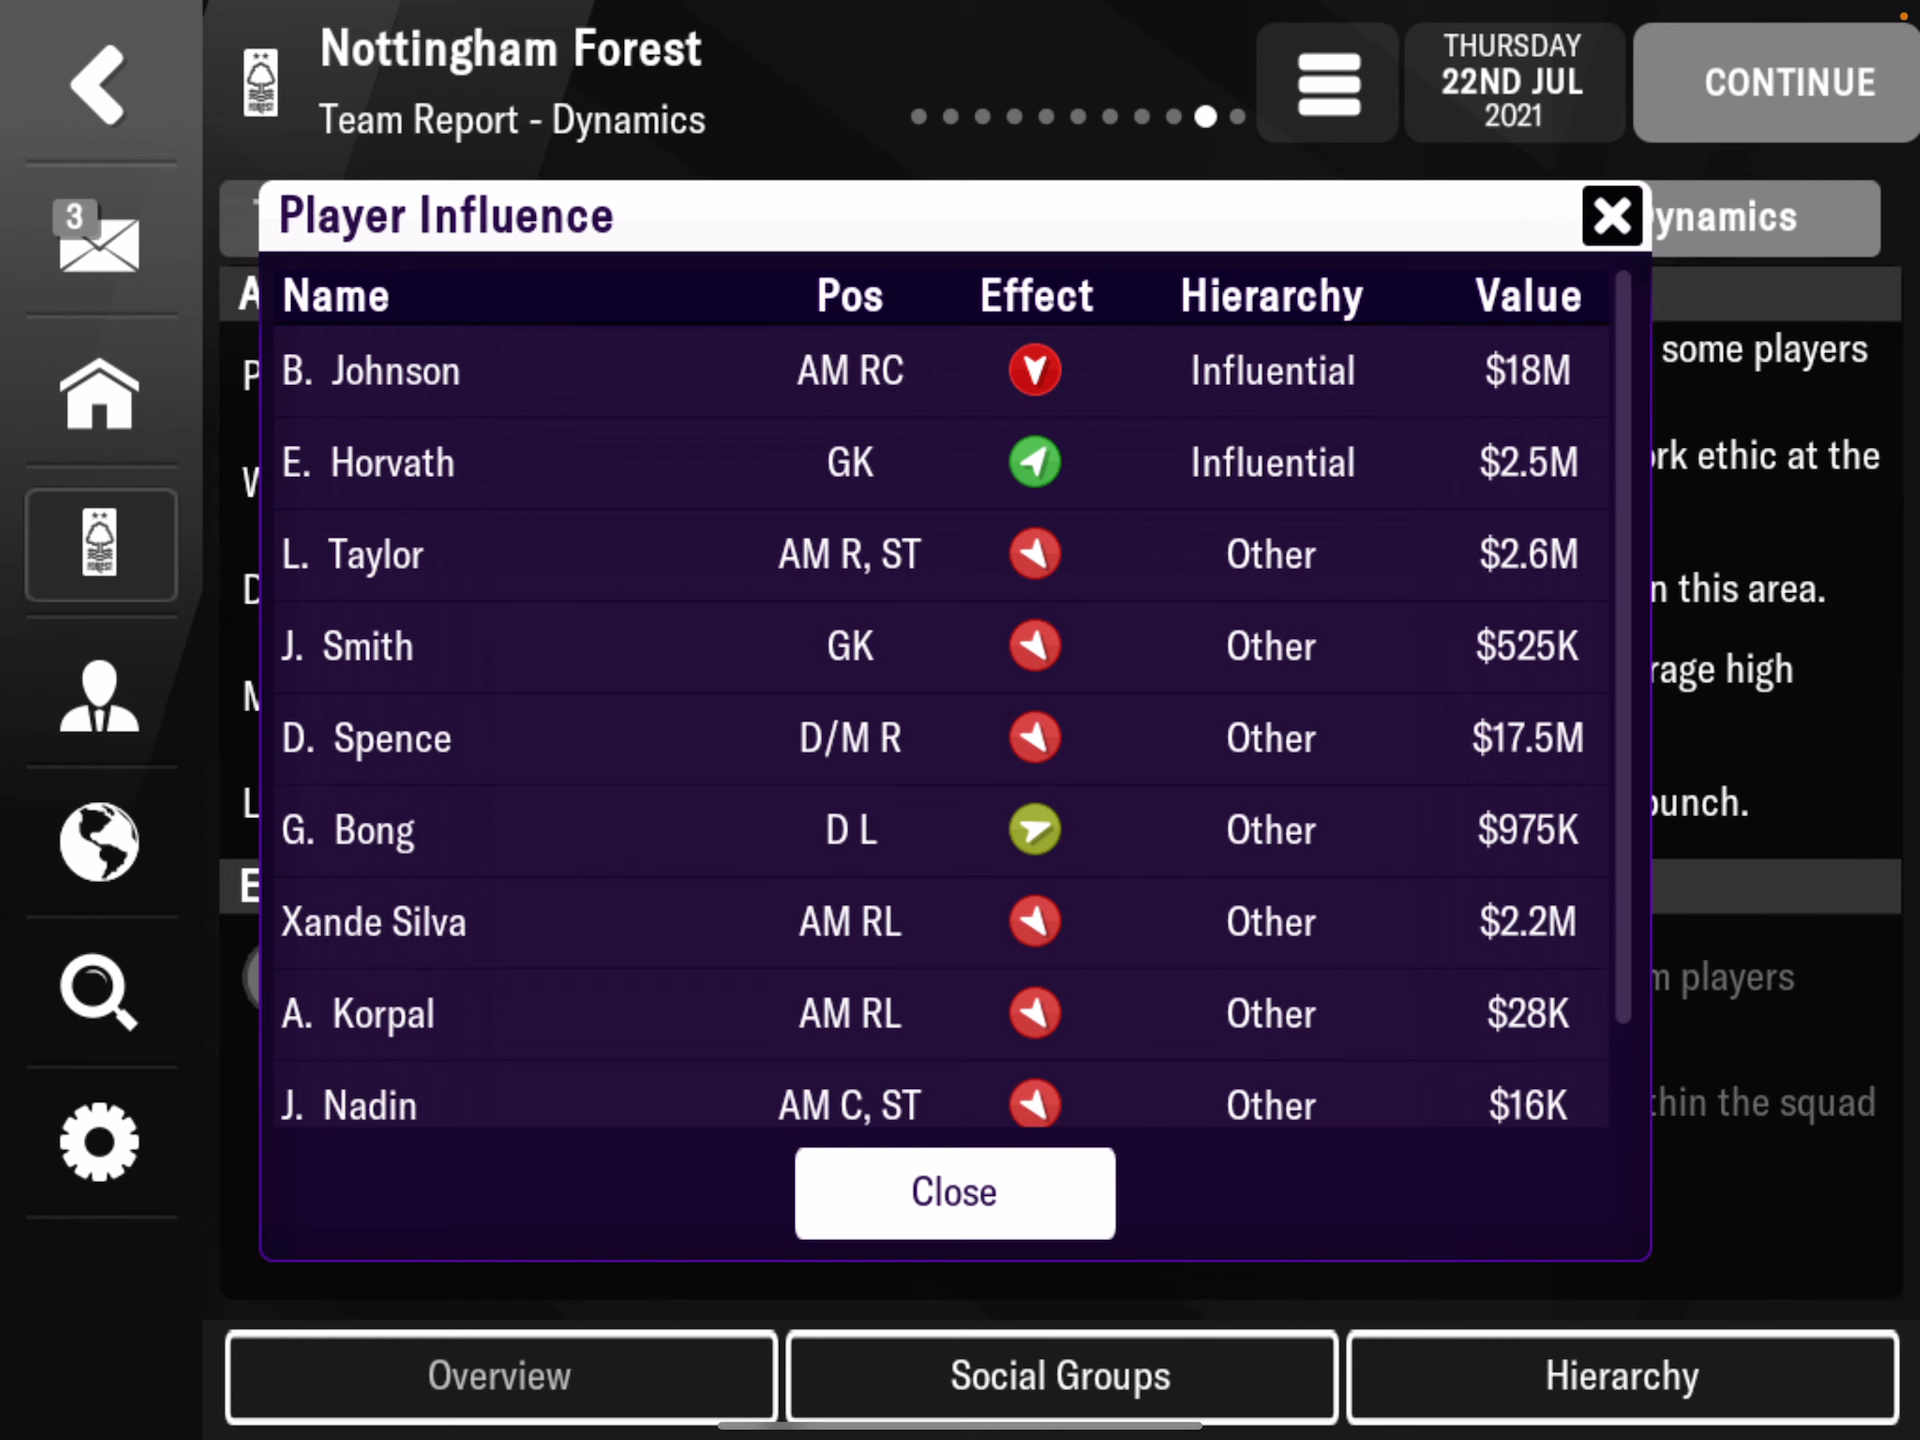 Nottingham Forest
Team Report - Dynamics
THURSDAY
22ND JUL
2021
CONTINUE
3
FOREST
Player Influence
ynamics
Name Pos Effect Hierarchy Value
B. Johnson AM RC Influential $18M
E. Horvath GK Influential $2.5M
L. Taylor AM R, ST Other $2.6M
J. Smith GK Other $525K
D. Spence D/M R Other $17.5M
G. Bong D L Other $975K
Xande Silva AM RL Other $2.2M
A. Korpal AM RL Other $28K
J. Nadin AM C, ST Other $16K
some players
rk ethic at the
n this area.
rage high
ounch.
m players
thin the squad
A
P
W
D
M
L
E
Close
Overview
Social Groups
Hierarchy